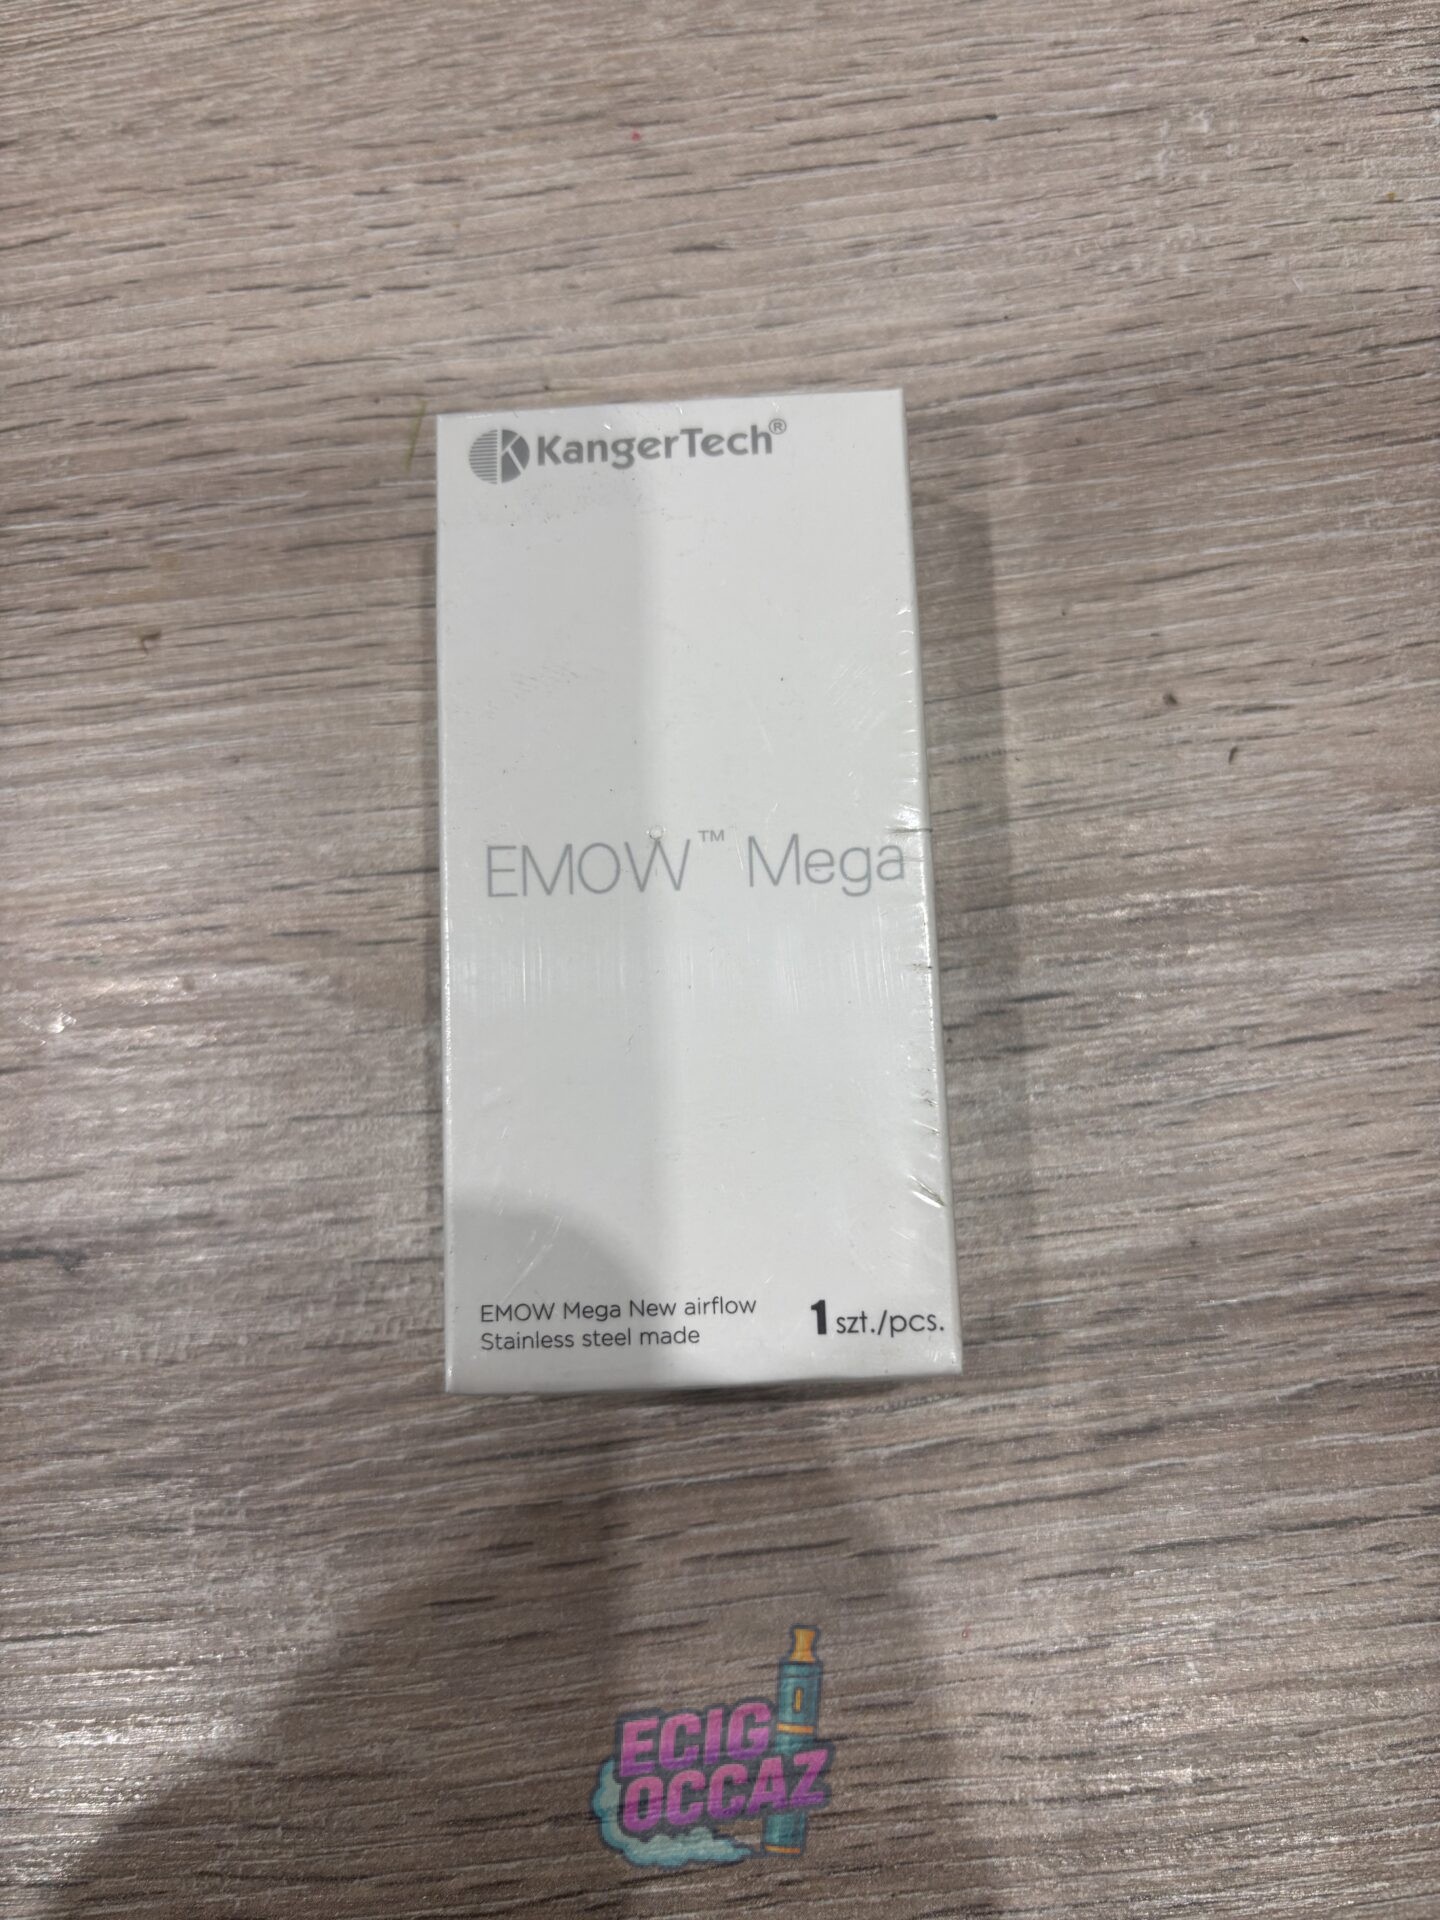 KangerTech®
EMOW™ Mega
EMOW Mega New airflow
Stainless steel made
1 szt./pcs.
ECIG
OCCAZ